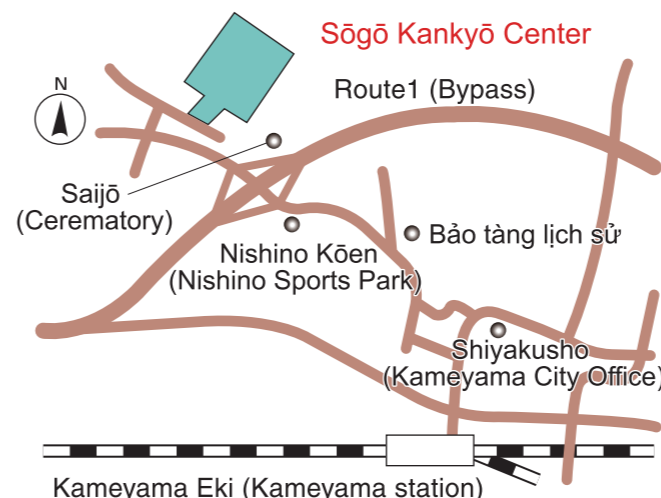 Sōgō Kankyō Center
Route1 (Bypass)
N
Saijō
(Cerematory)
Bảo tàng lịch sử
Nishino Kōen
(Nishino Sports Park)
Shiyakusho
(Kameyama City Office)
Kameyama Eki (Kameyama station)